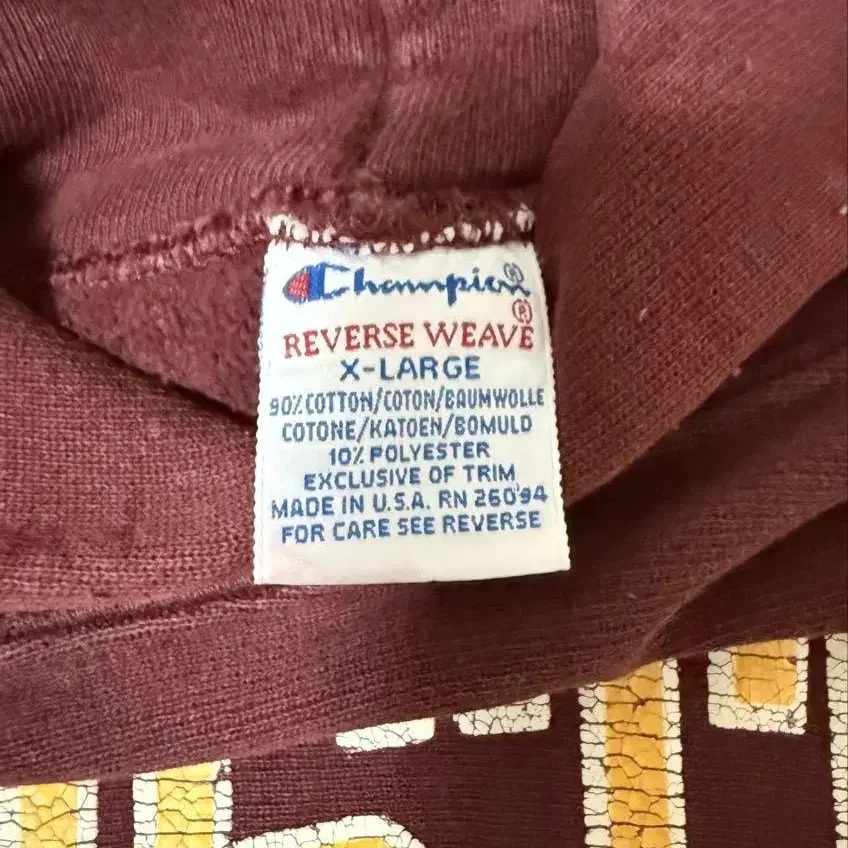 Champion®
REVERSE WEAVE®
X-LARGE
90% COTTON/COTON/BAUMWOLLE
COTONE/KATOEN/BOMULD
10% POLYESTER
EXCLUSIVE OF TRIM
MADE IN U.S.A. RN 26094
FOR CARE SEE REVERSE